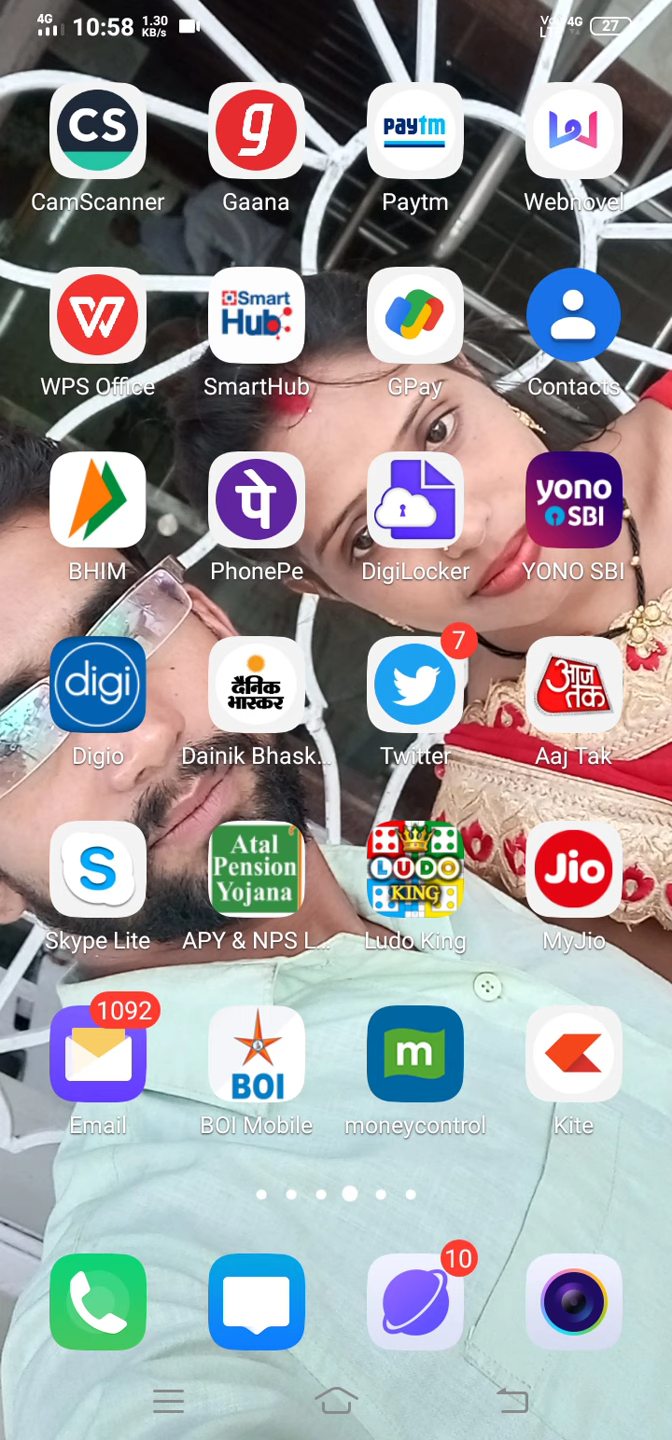 4G 10:58 1.30 KB/s VoLTE 4G 27
CS g paytm
CamScanner Gaana Paytm Webnovel
W Smart Hub
WPS Office SmartHub GPay Contacts
पे yono SBI
BHIM PhonePe DigiLocker YONO SBI
digi दैनिक भास्कर 7 आज तक
Digio Dainik Bhask... Twitter Aaj Tak
S Atal Pension Yojana LUDO KING Jio
Skype Lite APY & NPS L... Ludo King MyJio
1092 BOI m
Email BOI Mobile moneycontrol Kite
10